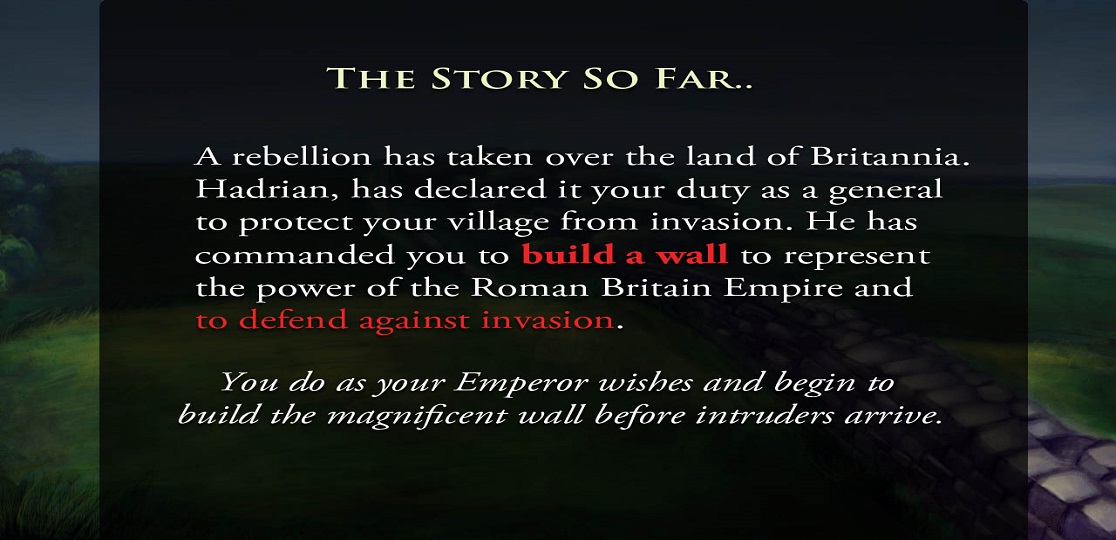 The Story So Far..
A rebellion has taken over the land of Britannia.
Hadrian, has declared it your duty as a general
to protect your village from invasion. He has
commanded you to build a wall to represent
the power of the Roman Britain Empire and
to defend against invasion.
You do as your Emperor wishes and begin to
build the magnificent wall before intruders arrive.